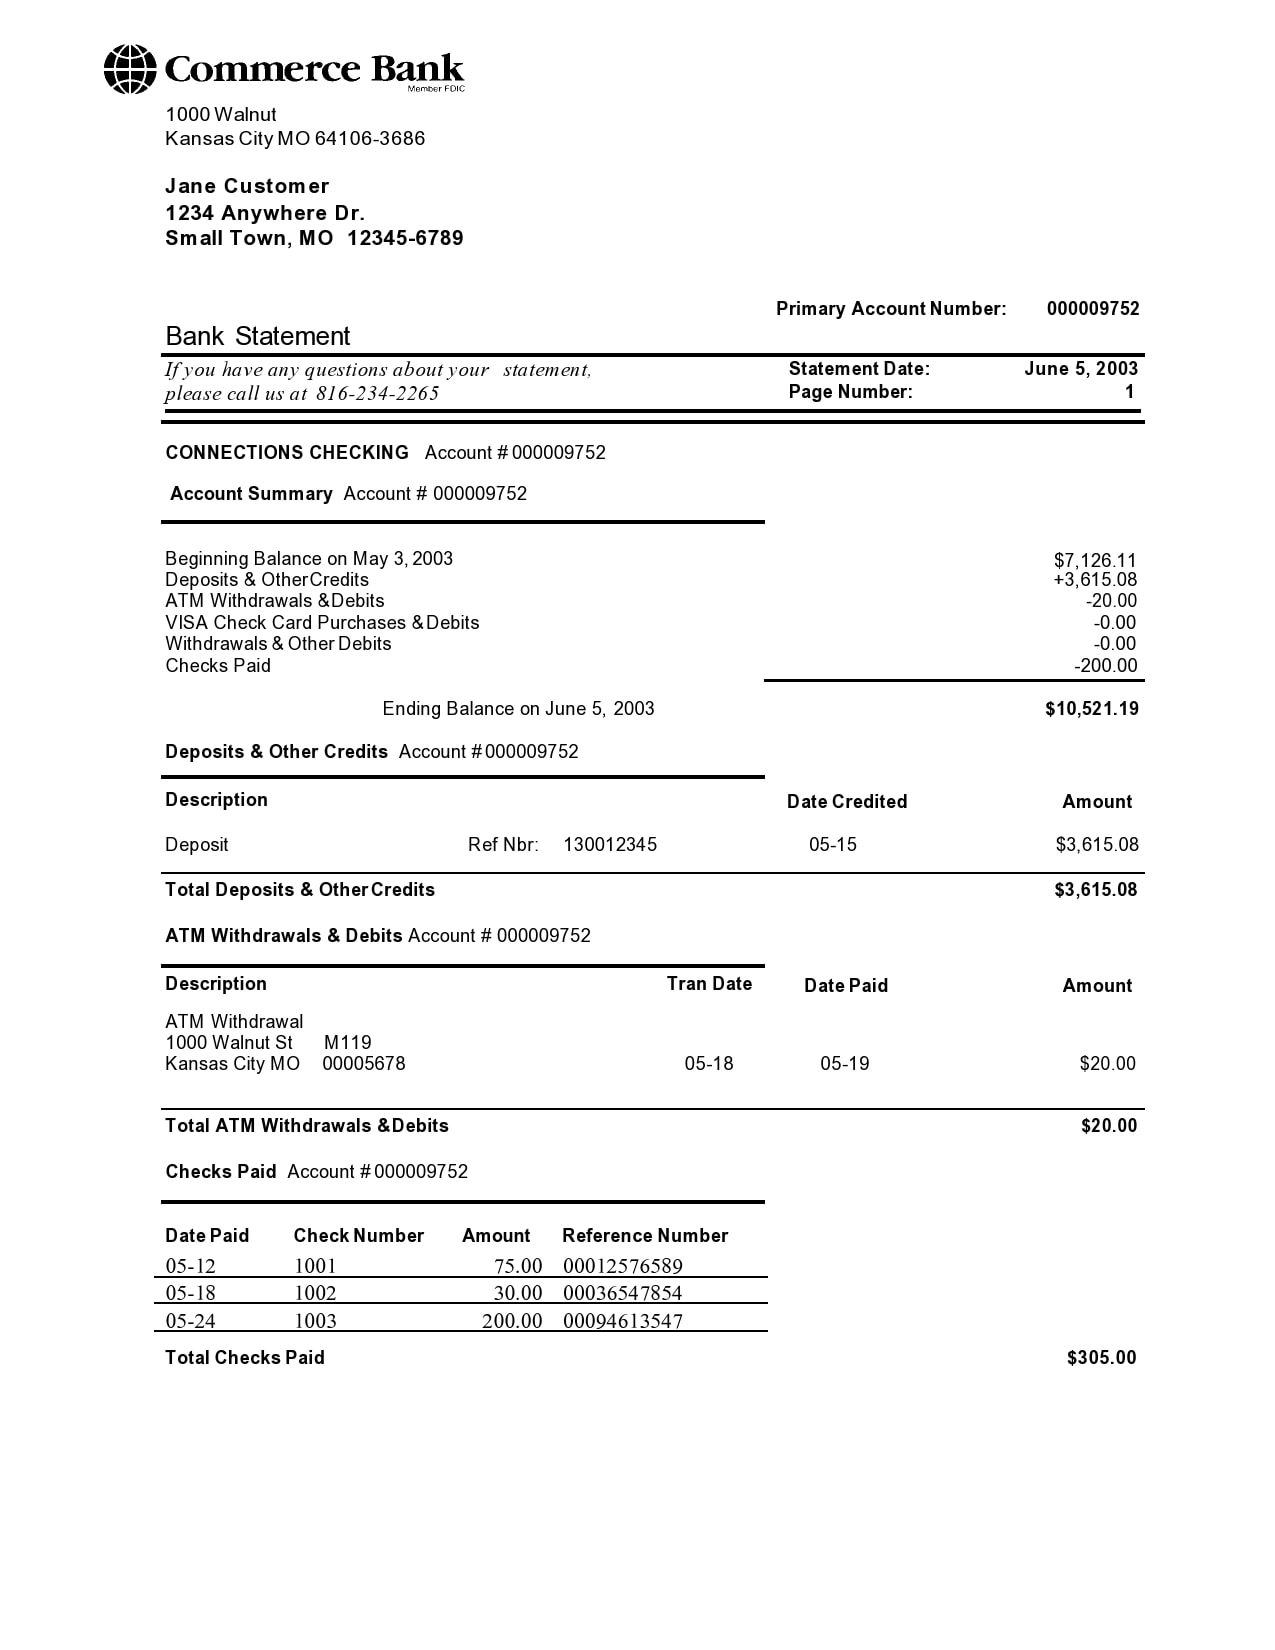 Commerce Bank
Member FDIC
1000 Walnut
Kansas City MO 64106-3686
Jane Customer
1234 Anywhere Dr.
Small Town, MO 12345-6789
Primary Account Number: 000009752
Bank Statement
If you have any questions about your statement, Statement Date: June 5, 2003
please call us at 816-234-2265 Page Number: 1
CONNECTIONS CHECKING Account # 000009752
Account Summary Account # 000009752
Beginning Balance on May 3, 2003 $7,126.11
Deposits & Other Credits +3,615.08
ATM Withdrawals & Debits -20.00
VISA Check Card Purchases & Debits -0.00
Withdrawals & Other Debits -0.00
Checks Paid -200.00
Ending Balance on June 5, 2003 $10,521.19
Deposits & Other Credits Account # 000009752
Description Date Credited Amount
Deposit Ref Nbr: 130012345 05-15 $3,615.08
Total Deposits & Other Credits $3,615.08
ATM Withdrawals & Debits Account # 000009752
Description Tran Date Date Paid Amount
ATM Withdrawal
1000 Walnut St M119
Kansas City MO 00005678 05-18 05-19 $20.00
Total ATM Withdrawals & Debits $20.00
Checks Paid Account # 000009752
Date Paid Check Number Amount Reference Number
05-12 1001 75.00 00012576589
05-18 1002 30.00 00036547854
05-24 1003 200.00 00094613547
Total Checks Paid $305.00